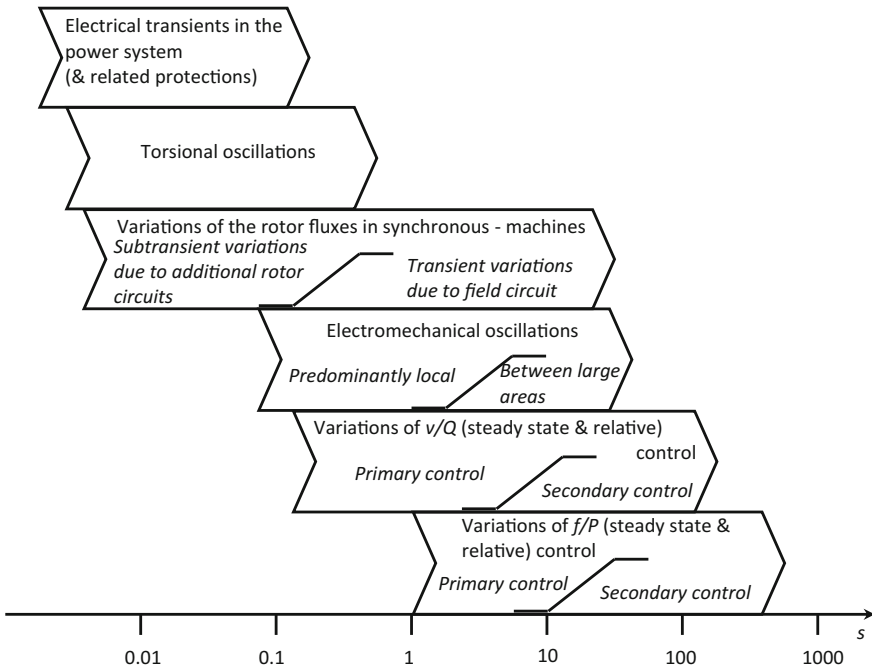 Electrical transients in the
power system
(& related protections)
Torsional oscillations
Variations of the rotor fluxes in synchronous - machines
Subtransient variations
due to additional rotor
circuits
Transient variations
due to field circuit
Electromechanical oscillations
Predominantly local
Between large
areas
Variations of v/Q (steady state & relative)
control
Primary control
Secondary control
Variations of f/P (steady state &
relative) control
Primary control
Secondary control
s
0.01 0.1 1 10 100 1000